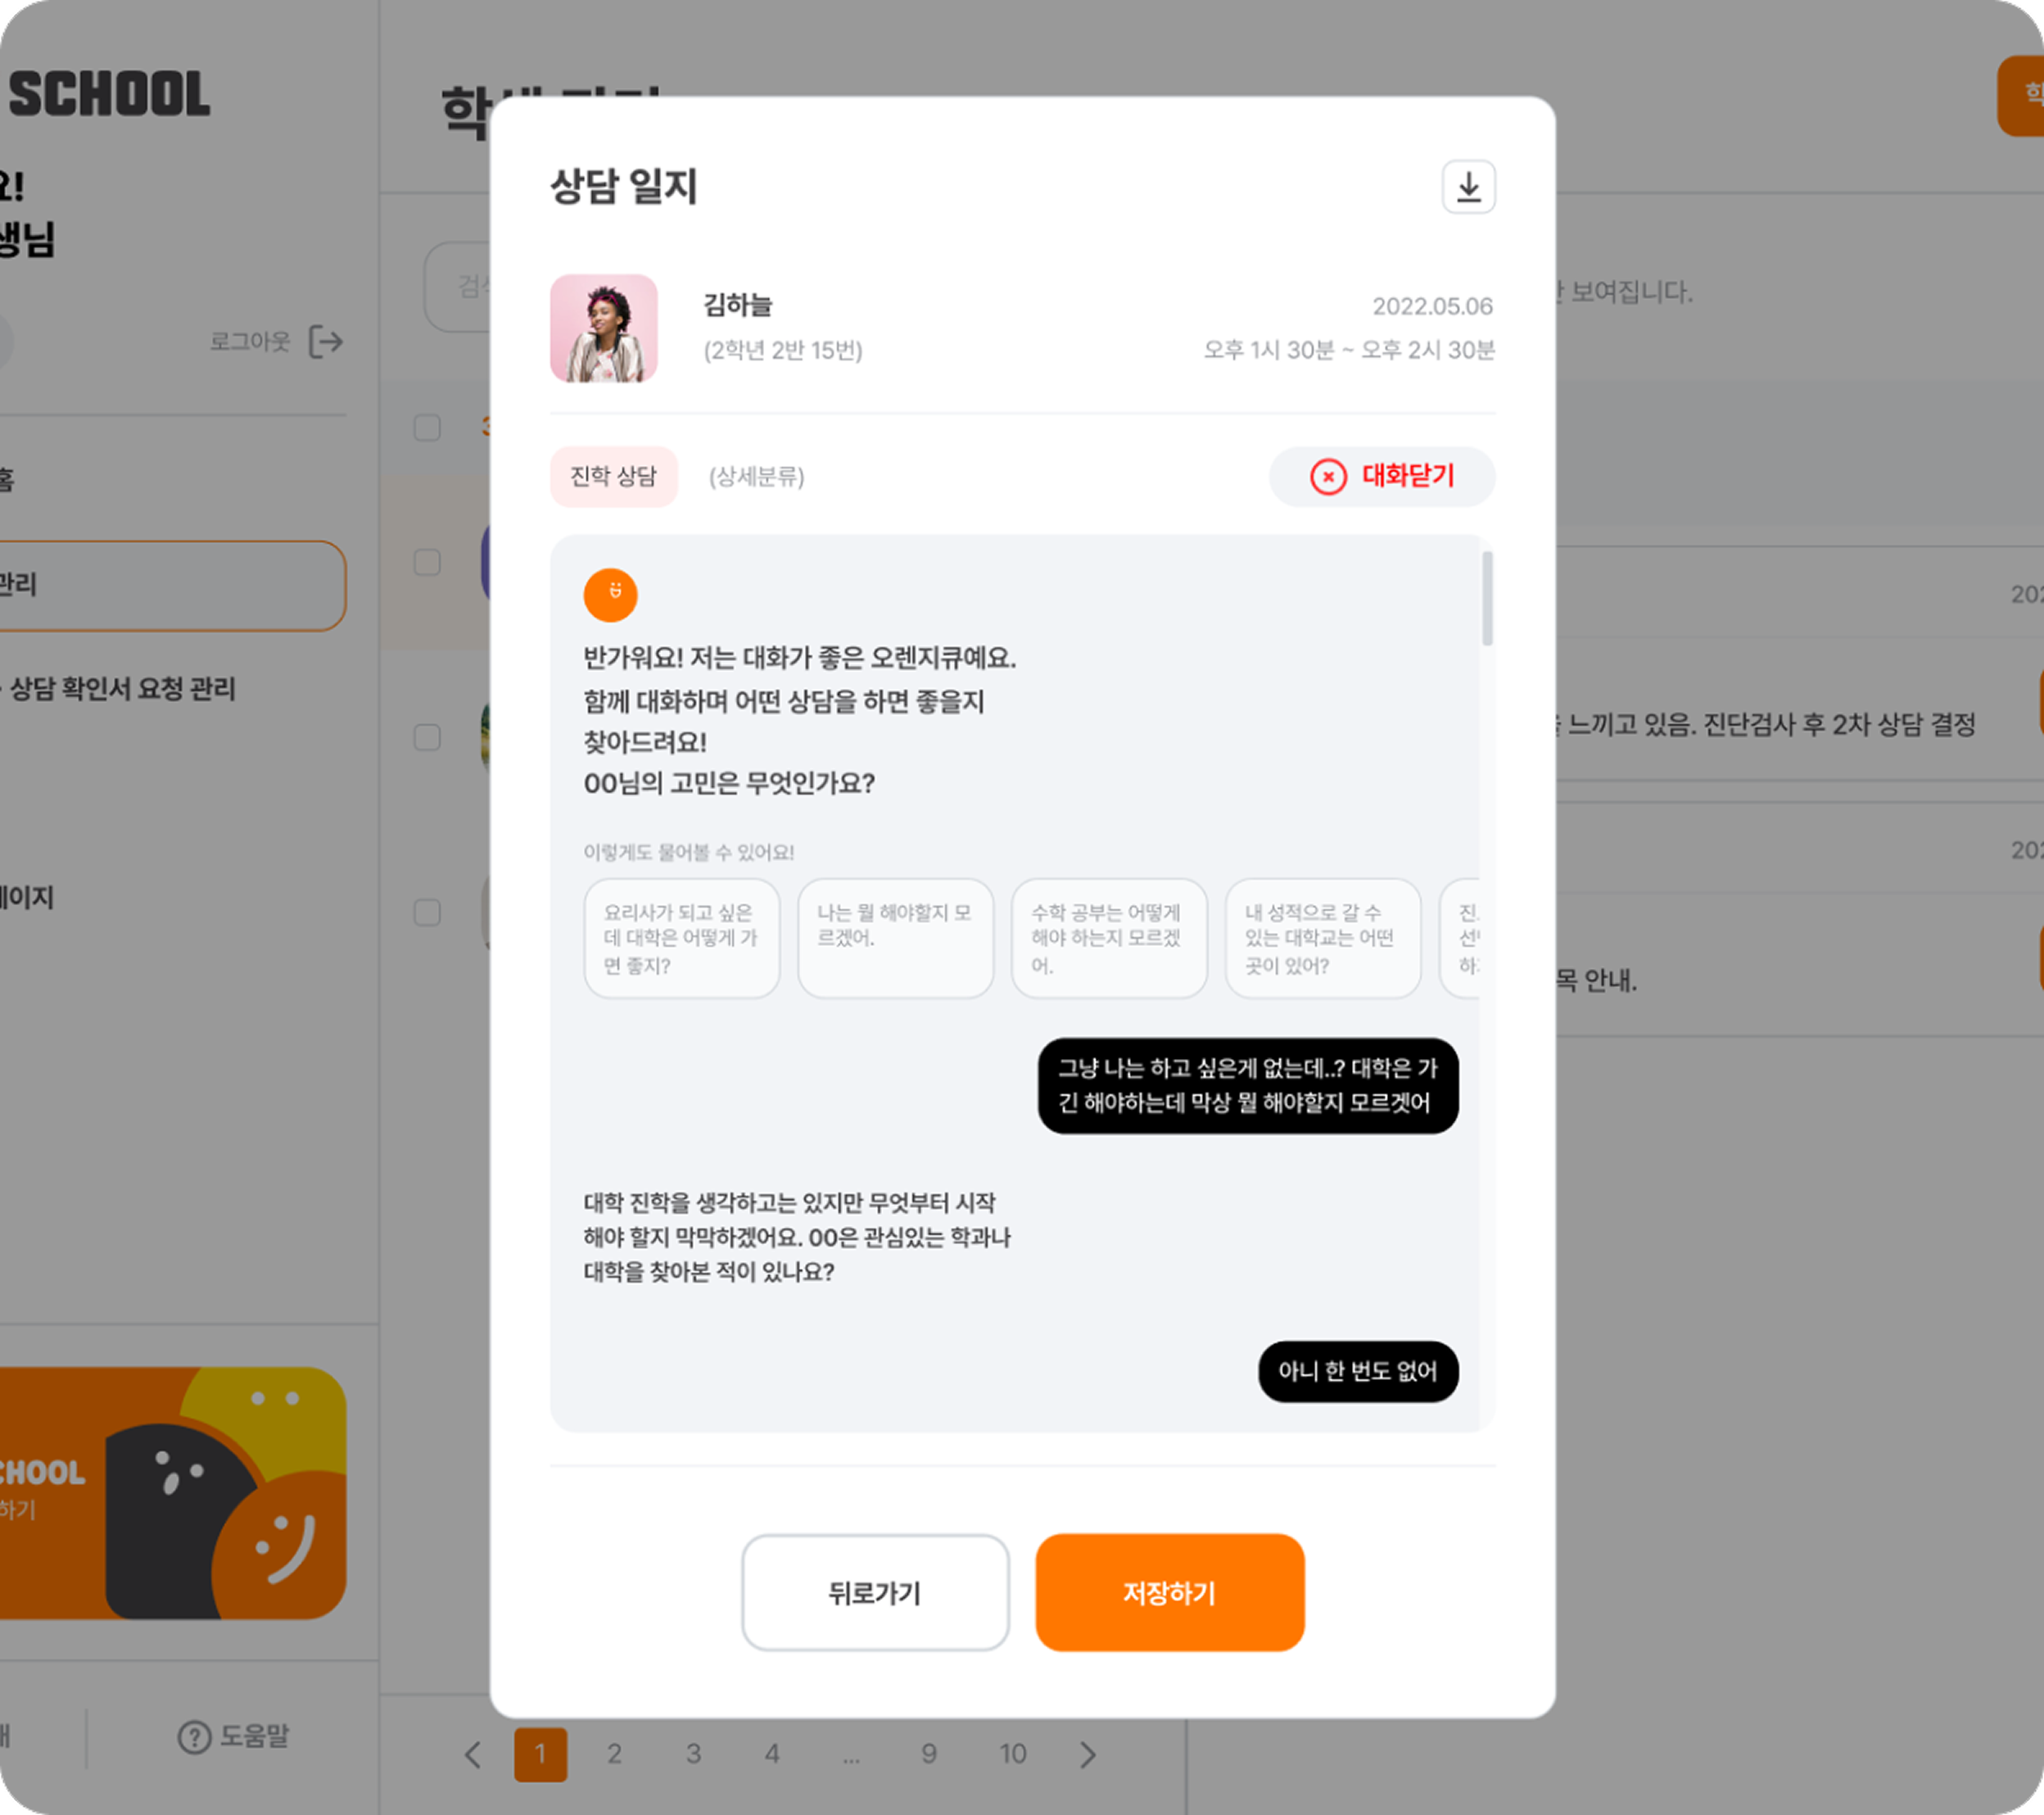 SCHOOL
요!
생님
로그아웃
홈
관리
상담 확인서 요청 관리
페이지
CHOOL
하기
도움말
상담 일지
김하늘
2022.05.06
(2학년 2반 15번)
오후 1시 30분 ~ 오후 2시 30분
진학 상담
(상세분류)
대화닫기
반가워요! 저는 대화가 좋은 오렌지큐예요.
함께 대화하며 어떤 상담을 하면 좋을지
찾아드려요!
00님의 고민은 무엇인가요?
이렇게도 물어볼 수 있어요!
요리사가 되고 싶은
데 대학은 어떻게 가
면 좋지?
나는 뭘 해야할지 모
르겠어.
수학 공부는 어떻게
해야 하는지 모르겠
어.
내 성적으로 갈 수
있는 대학교는 어떤
곳이 있어?
진
선
하
그냥 나는 하고 싶은게 없는데..? 대학은 가
긴 해야하는데 막상 뭘 해야할지 모르겟어
대학 진학을 생각하고는 있지만 무엇부터 시작
해야 할지 막막하겠어요. 00은 관심있는 학과나
대학을 찾아본 적이 있나요?
아니 한 번도 없어
뒤로가기
저장하기
보여집니다.
202
느끼고 있음. 진단검사 후 2차 상담 결정
202
목 안내.
학
1 2 3 4 ... 9 10